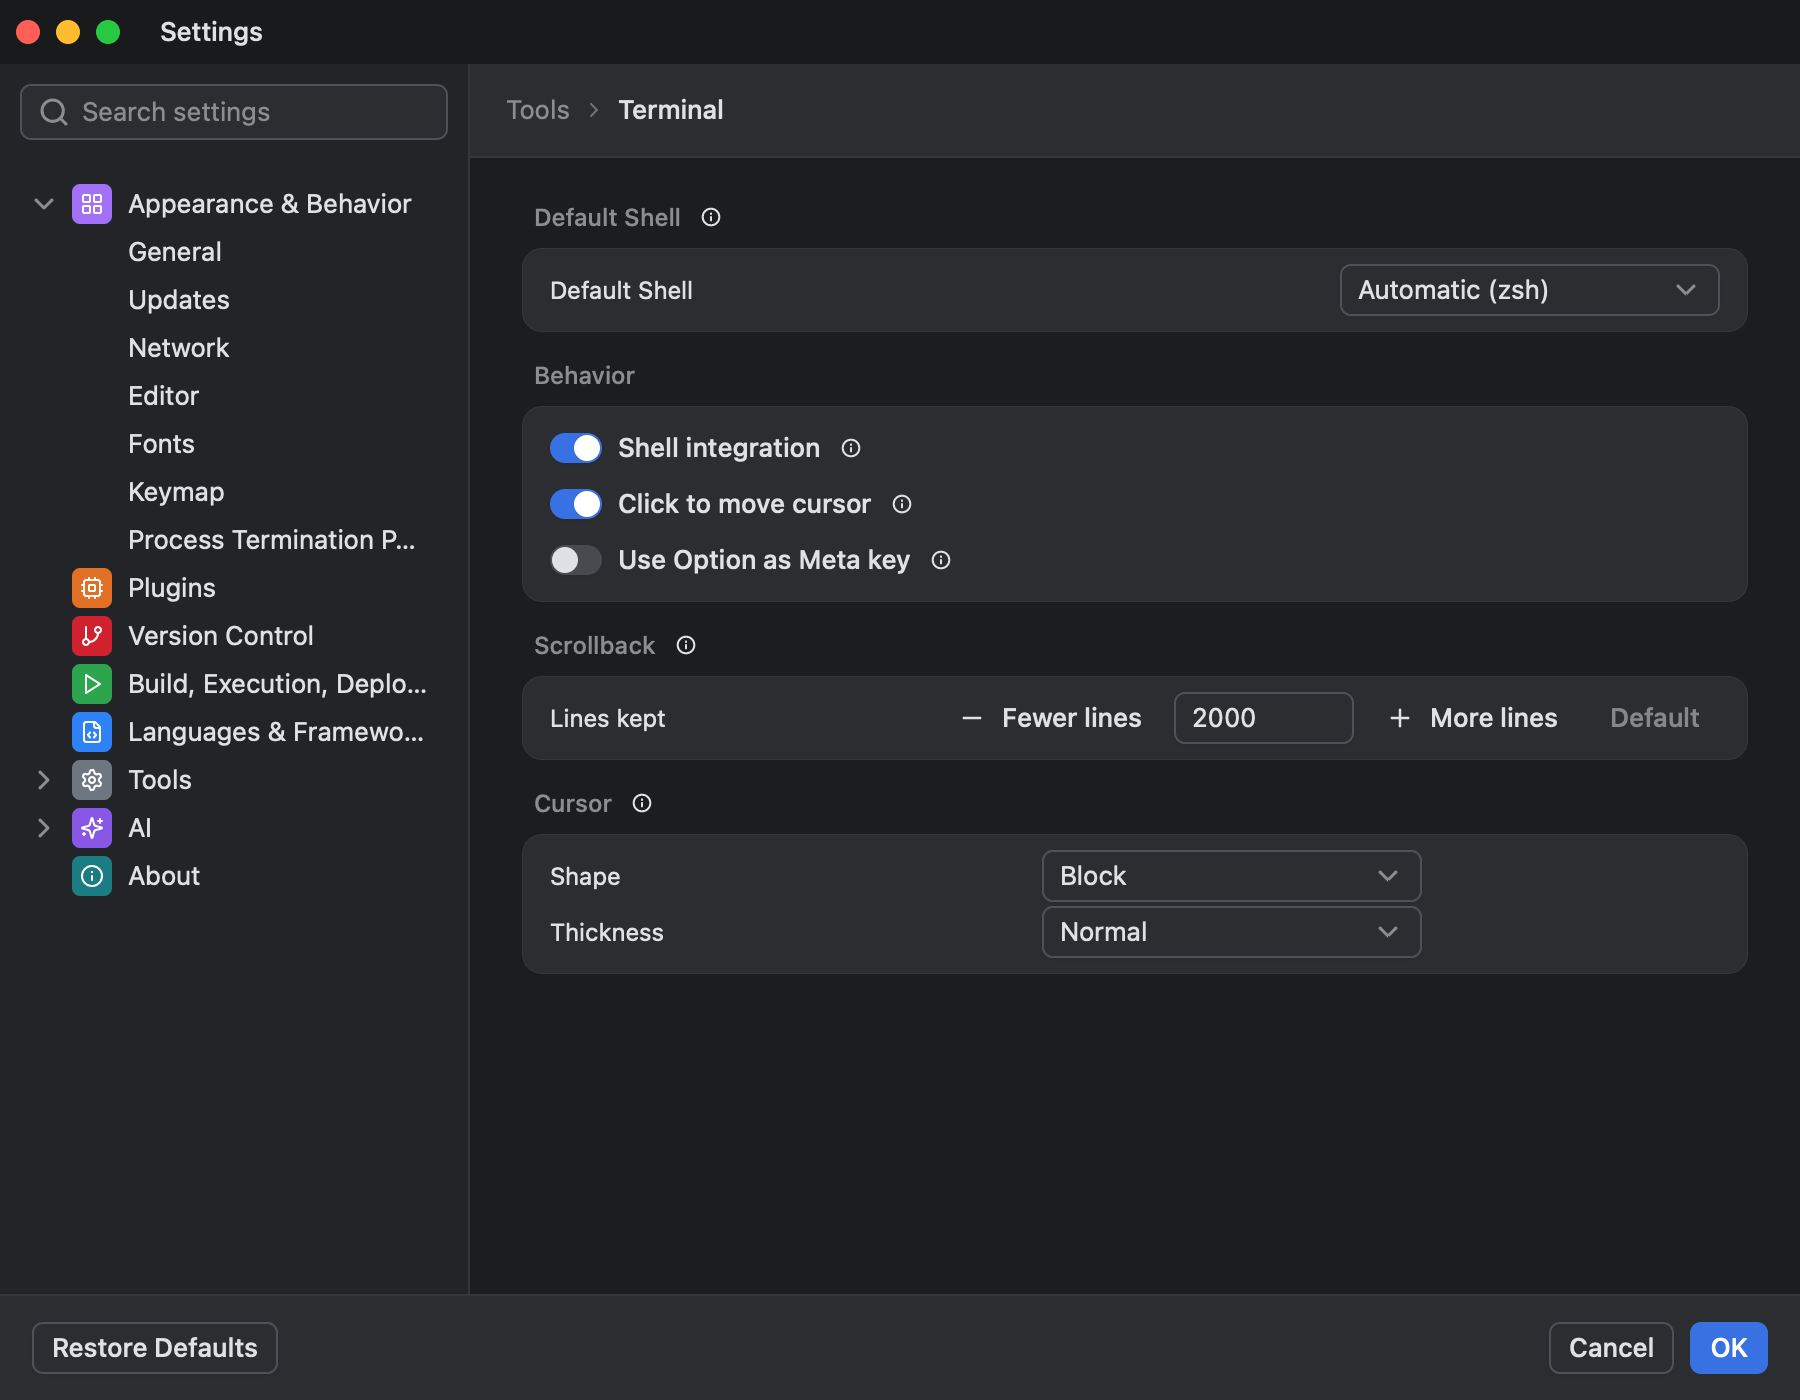 Settings
Search settings
Appearance & Behavior
General
Updates
Network
Editor
Fonts
Keymap
Process Termination P...
Plugins
Version Control
Build, Execution, Deplo...
Languages & Framewo...
Tools
AI
About
Tools > Terminal
Default Shell
Default Shell Automatic (zsh)
Behavior
Shell integration
Click to move cursor
Use Option as Meta key
Scrollback
Lines kept − Fewer lines 2000 + More lines Default
Cursor
Shape Block
Thickness Normal
Restore Defaults Cancel OK